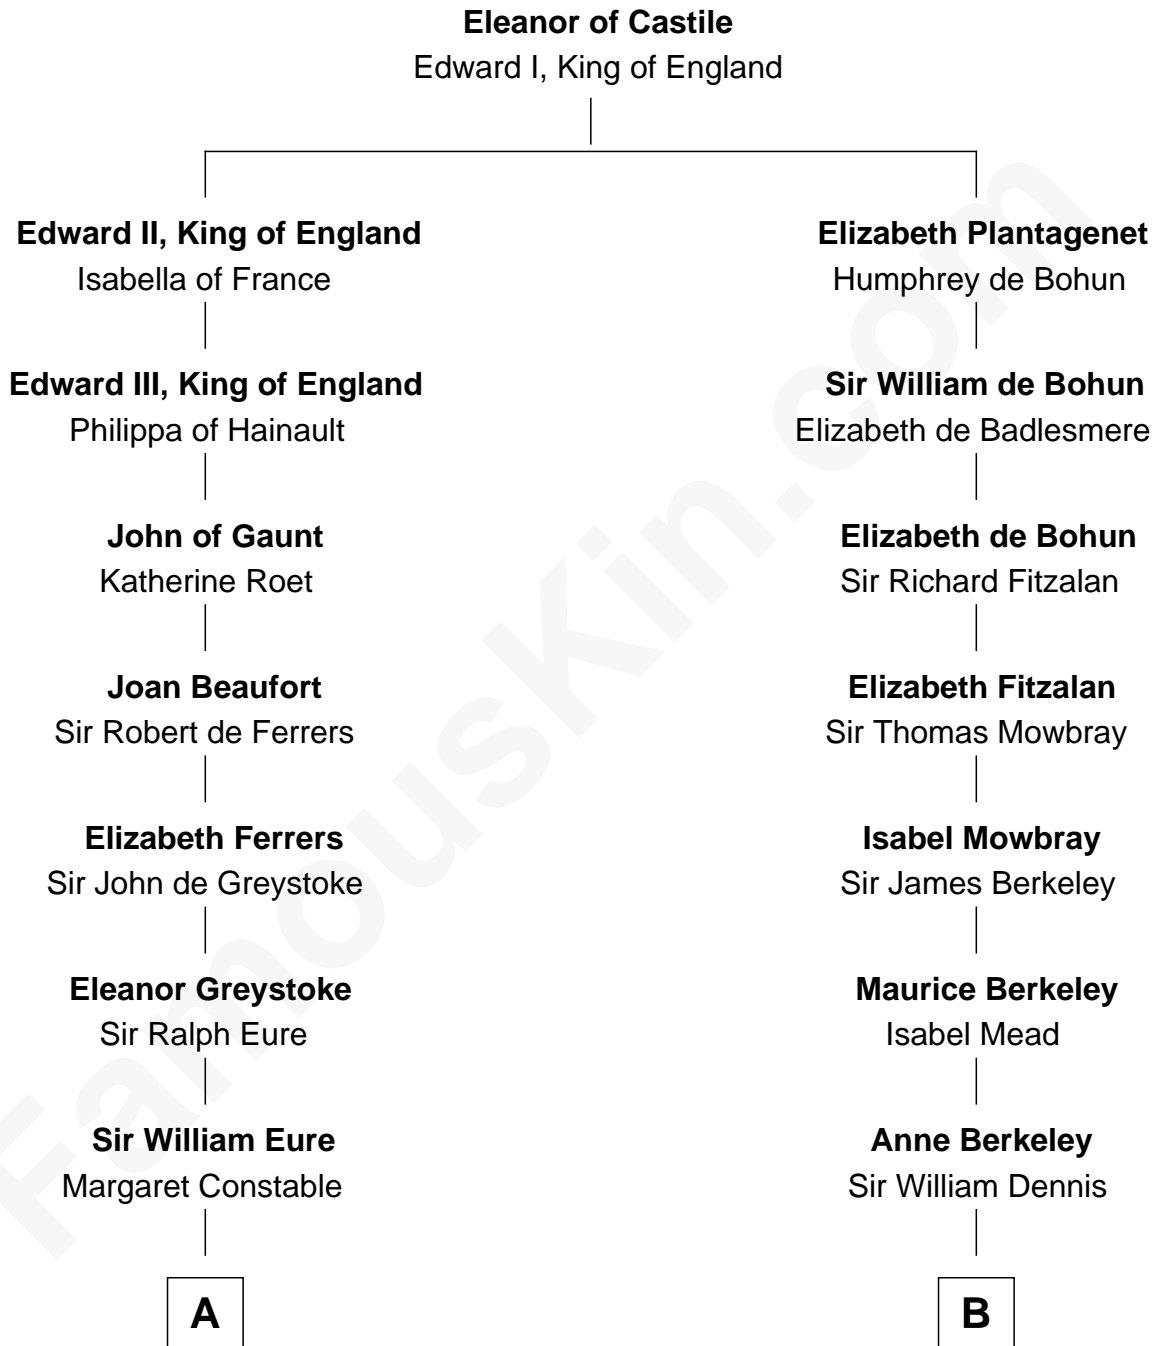 Eleanor of Castile
Edward I, King of England
Edward II, King of England
Isabella of France
Elizabeth Plantagenet
Humphrey de Bohun
Edward III, King of England
Philippa of Hainault
Sir William de Bohun
Elizabeth de Badlesmere
John of Gaunt
Katherine Roet
Elizabeth de Bohun
Sir Richard Fitzalan
Joan Beaufort
Sir Robert de Ferrers
Elizabeth Fitzalan
Sir Thomas Mowbray
Elizabeth Ferrers
Sir John de Greystoke
Isabel Mowbray
Sir James Berkeley
Eleanor Greystoke
Sir Ralph Eure
Maurice Berkeley
Isabel Mead
Sir William Eure
Margaret Constable
Anne Berkeley
Sir William Dennis
A
B
FamousKin.com